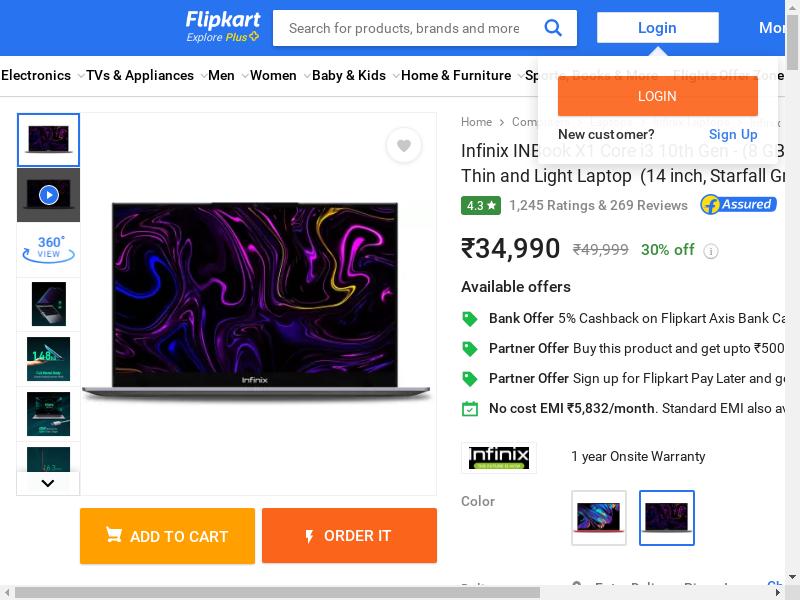 Flipkart
Explore Plus
Search for products, brands and more
Login
Electronics
TVs & Appliances
Men
Women
Baby & Kids
Home & Furniture
Sports, Books & More
Flights
Offer Zone
LOGIN
New customer? Sign Up
Home
Infinix INBook X1 Core i3 10th Gen - (8 GB
Thin and Light Laptop (14 inch, Starfall Gr
4.3
1,245 Ratings & 269 Reviews
Assured
₹34,990
₹49,999
30% off
i
Available offers
Bank Offer 5% Cashback on Flipkart Axis Bank Ca
Partner Offer Buy this product and get upto ₹500
Partner Offer Sign up for Flipkart Pay Later and ge
No cost EMI ₹5,832/month. Standard EMI also av
Infinix
THE FUTURE IS NOW
1 year Onsite Warranty
Color
360°
VIEW
Infinix
ADD TO CART
ORDER IT